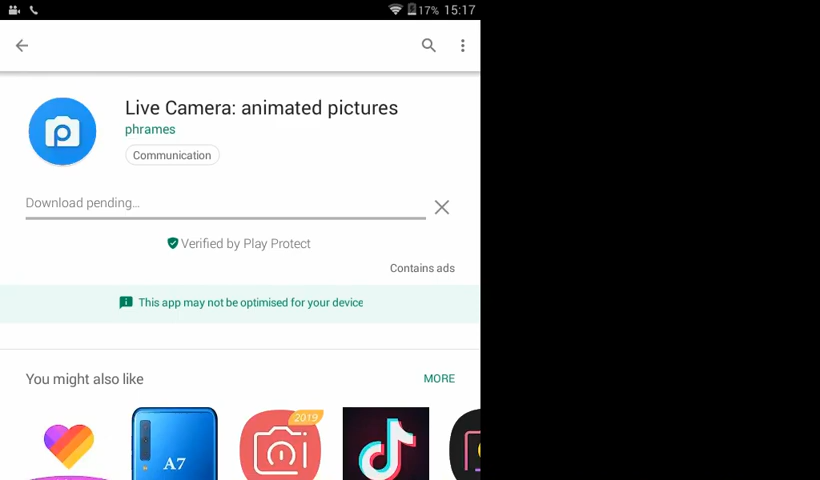 17% 15:17
Live Camera: animated pictures
phrames
Communication
Download pending...
Verified by Play Protect
Contains ads
This app may not be optimised for your device
You might also like
MORE
2019
A7